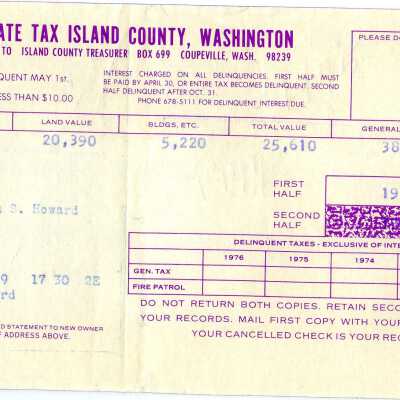 ATE TAX ISLAND COUNTY, WASHINGTON
TO ISLAND COUNTY TREASURER BOX 699 COUPEVILLE, WASH. 98239
PLEASE DO
QUENT MAY 1st.
ESS THAN $10.00
INTEREST CHARGED ON ALL DELINQUENCIES. FIRST HALF MUST
BE PAID BY APRIL 30, OR ENTIRE TAX BECOMES DELINQUENT, SECOND
HALF DELINQUENT AFTER OCT. 31.
PHONE 678-5111 FOR DELINQUENT INTEREST DUE.
LAND VALUE BLDGS, ETC. TOTAL VALUE GENERAL
20,390 5,220 25,610 38
FIRST
HALF 19
S. Howard
SECOND
HALF
DELINQUENT TAXES - EXCLUSIVE OF INTE
1976 1975 1974
9 17 30 2E
GEN. TAX
rd
FIRE PATROL
DO NOT RETURN BOTH COPIES. RETAIN SECO
YOUR RECORDS. MAIL FIRST COPY WITH YOUR
D STATEMENT TO NEW OWNER
F ADDRESS ABOVE.
YOUR CANCELLED CHECK IS YOUR REC